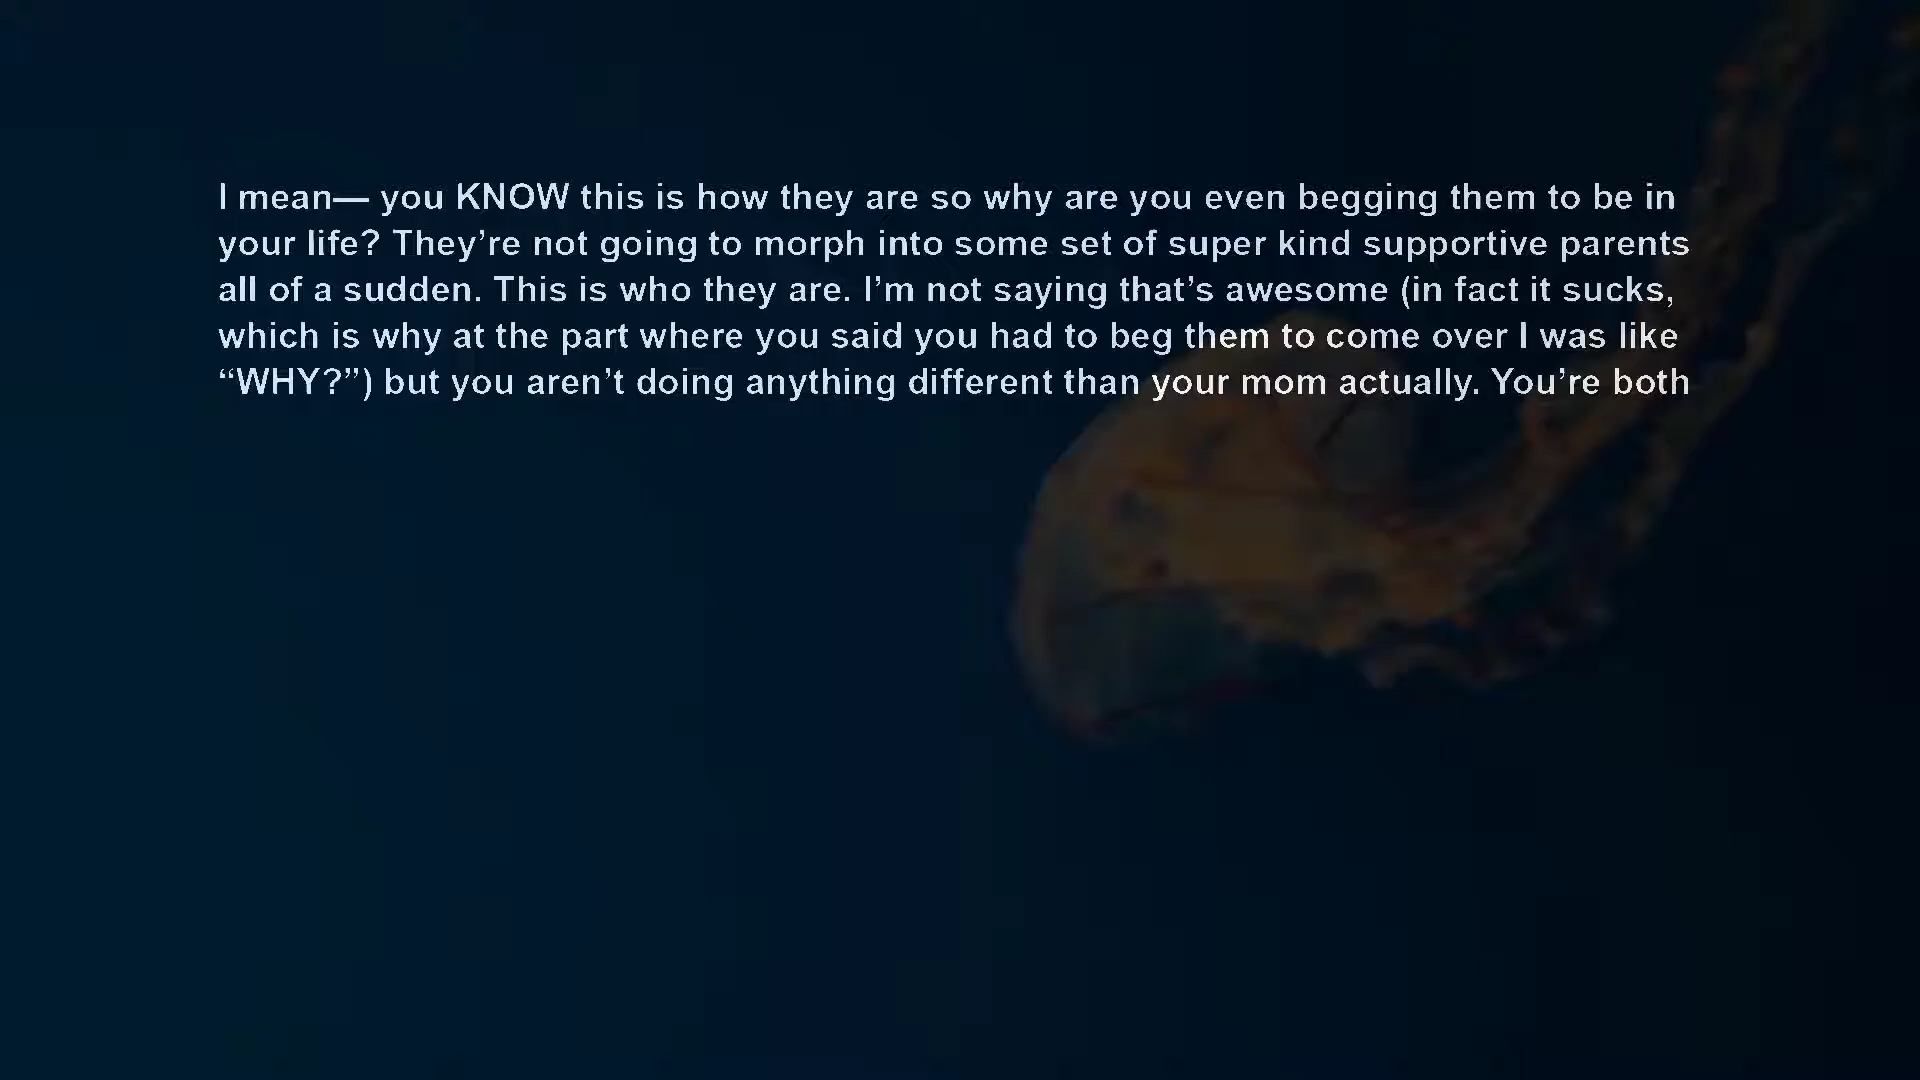 I mean— you KNOW this is how they are so why are you even begging them to be in
your life? They’re not going to morph into some set of super kind supportive parents
all of a sudden. This is who they are. I’m not saying that’s awesome (in fact it sucks,
which is why at the part where you said you had to beg them to come over I was like
“WHY?”) but you aren’t doing anything different than your mom actually. You’re both